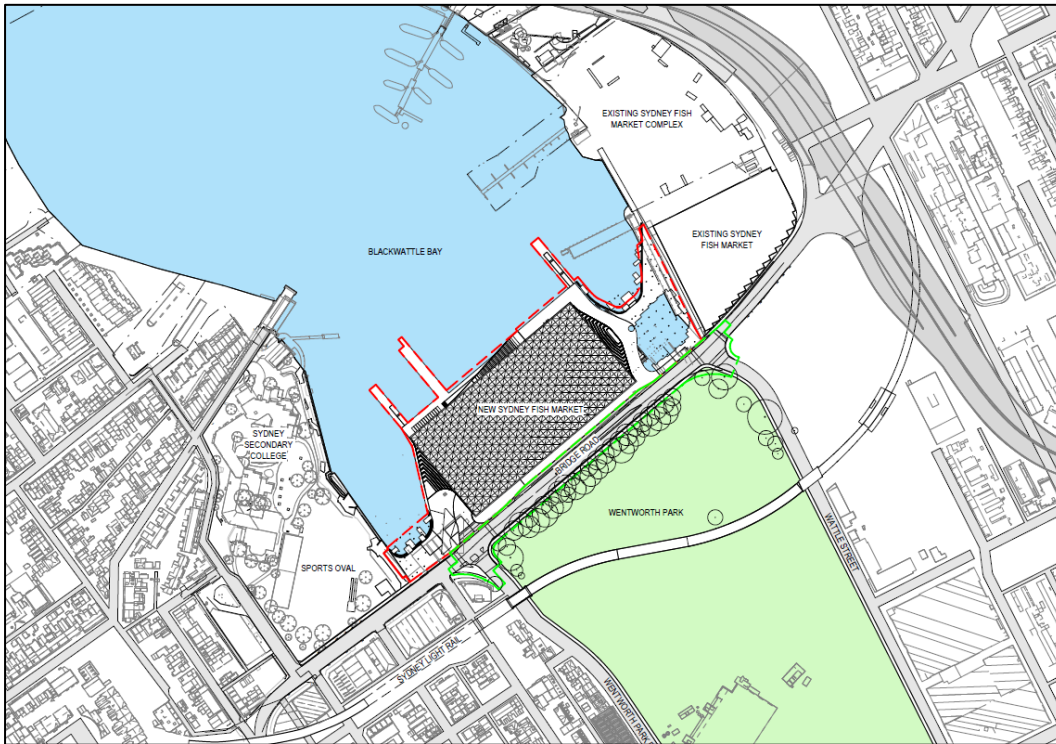 EXISTING SYDNEY FISH
MARKET COMPLEX
EXISTING SYDNEY
FISH MARKET
BLACKWATTLE BAY
NEW SYDNEY FISH MARKET
SYDNEY
SECONDARY
COLLEGE
BRIDGE ROAD
WENTWORTH PARK
WATTLE STREET
SPORTS OVAL
SYDNEY LIGHT RAIL
WENTWORTH PARK